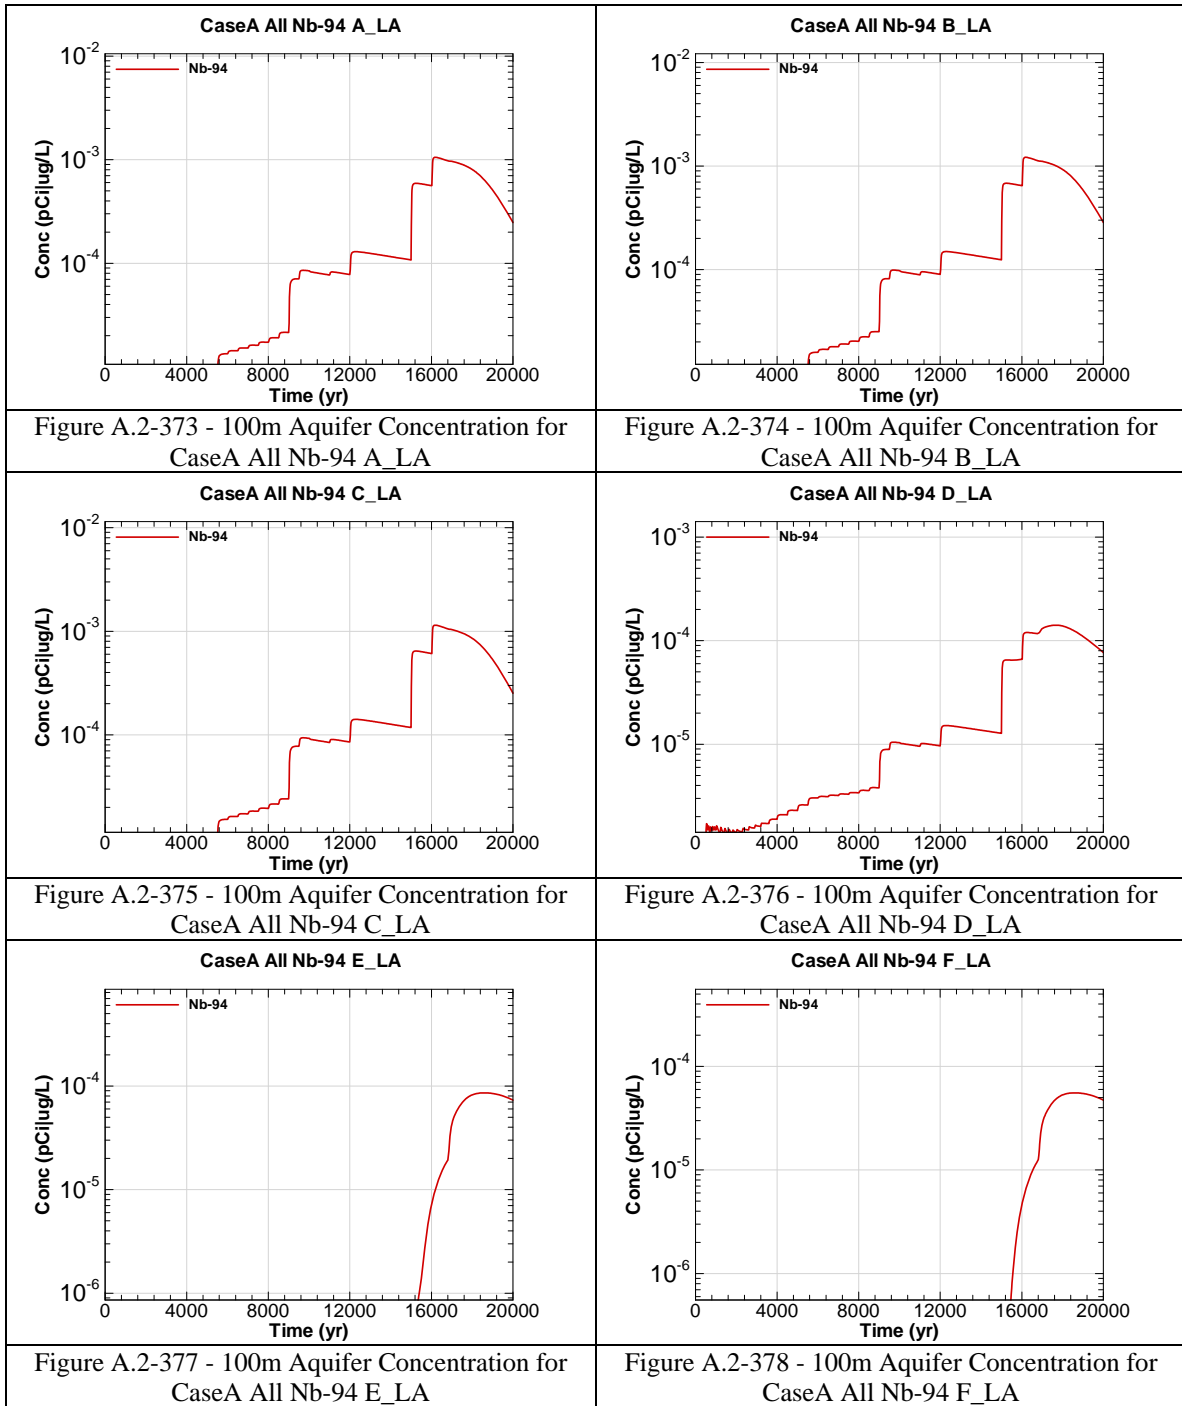 CaseA All Nb-94 A_LA
Conc (pCi|ug/L)
10-2
10-3
10-4
Nb-94
0 4000 8000 12000 16000 20000
Time (yr)
Figure A.2-373 - 100m Aquifer Concentration for
CaseA All Nb-94 A_LA
CaseA All Nb-94 B_LA
Conc (pCi|ug/L)
10-2
10-3
10-4
Nb-94
0 4000 8000 12000 16000 20000
Time (yr)
Figure A.2-374 - 100m Aquifer Concentration for
CaseA All Nb-94 B_LA
CaseA All Nb-94 C_LA
Conc (pCi|ug/L)
10-2
10-3
10-4
Nb-94
0 4000 8000 12000 16000 20000
Time (yr)
Figure A.2-375 - 100m Aquifer Concentration for
CaseA All Nb-94 C_LA
CaseA All Nb-94 D_LA
Conc (pCi|ug/L)
10-3
10-4
10-5
Nb-94
0 4000 8000 12000 16000 20000
Time (yr)
Figure A.2-376 - 100m Aquifer Concentration for
CaseA All Nb-94 D_LA
CaseA All Nb-94 E_LA
Conc (pCi|ug/L)
10-4
10-5
10-6
Nb-94
0 4000 8000 12000 16000 20000
Time (yr)
Figure A.2-377 - 100m Aquifer Concentration for
CaseA All Nb-94 E_LA
CaseA All Nb-94 F_LA
Conc (pCi|ug/L)
10-4
10-5
10-6
Nb-94
0 4000 8000 12000 16000 20000
Time (yr)
Figure A.2-378 - 100m Aquifer Concentration for
CaseA All Nb-94 F_LA